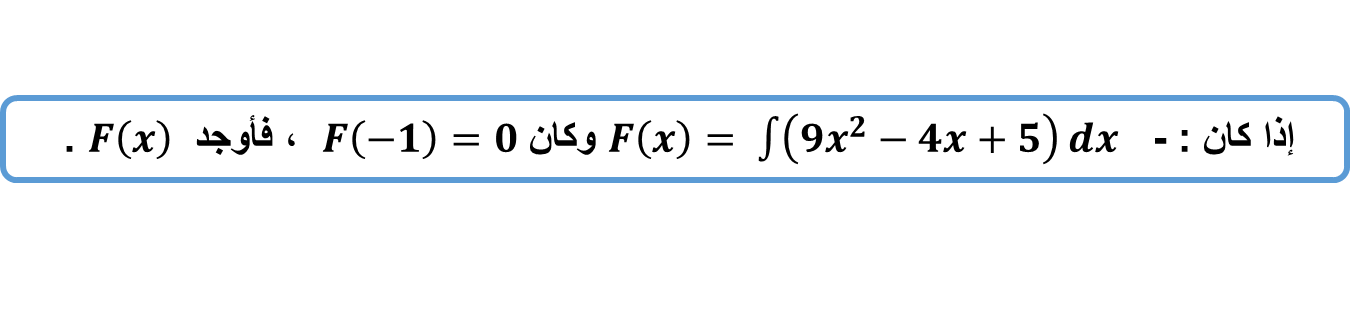 إذا كان : - F(x) = ∫(9x² − 4x + 5) dx وكان F(−1) = 0 ، فأوجد F(x) .